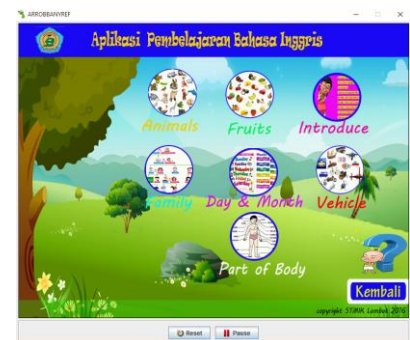 ARROBBANYREF
Aplikasi Pembelajaran Bahasa Inggris
Animals
Fruits
Introduce
Family
Day & Month
Vehicle
Part of Body
Kembali
copyright STMIK Lombok 2016
Reset
Pause